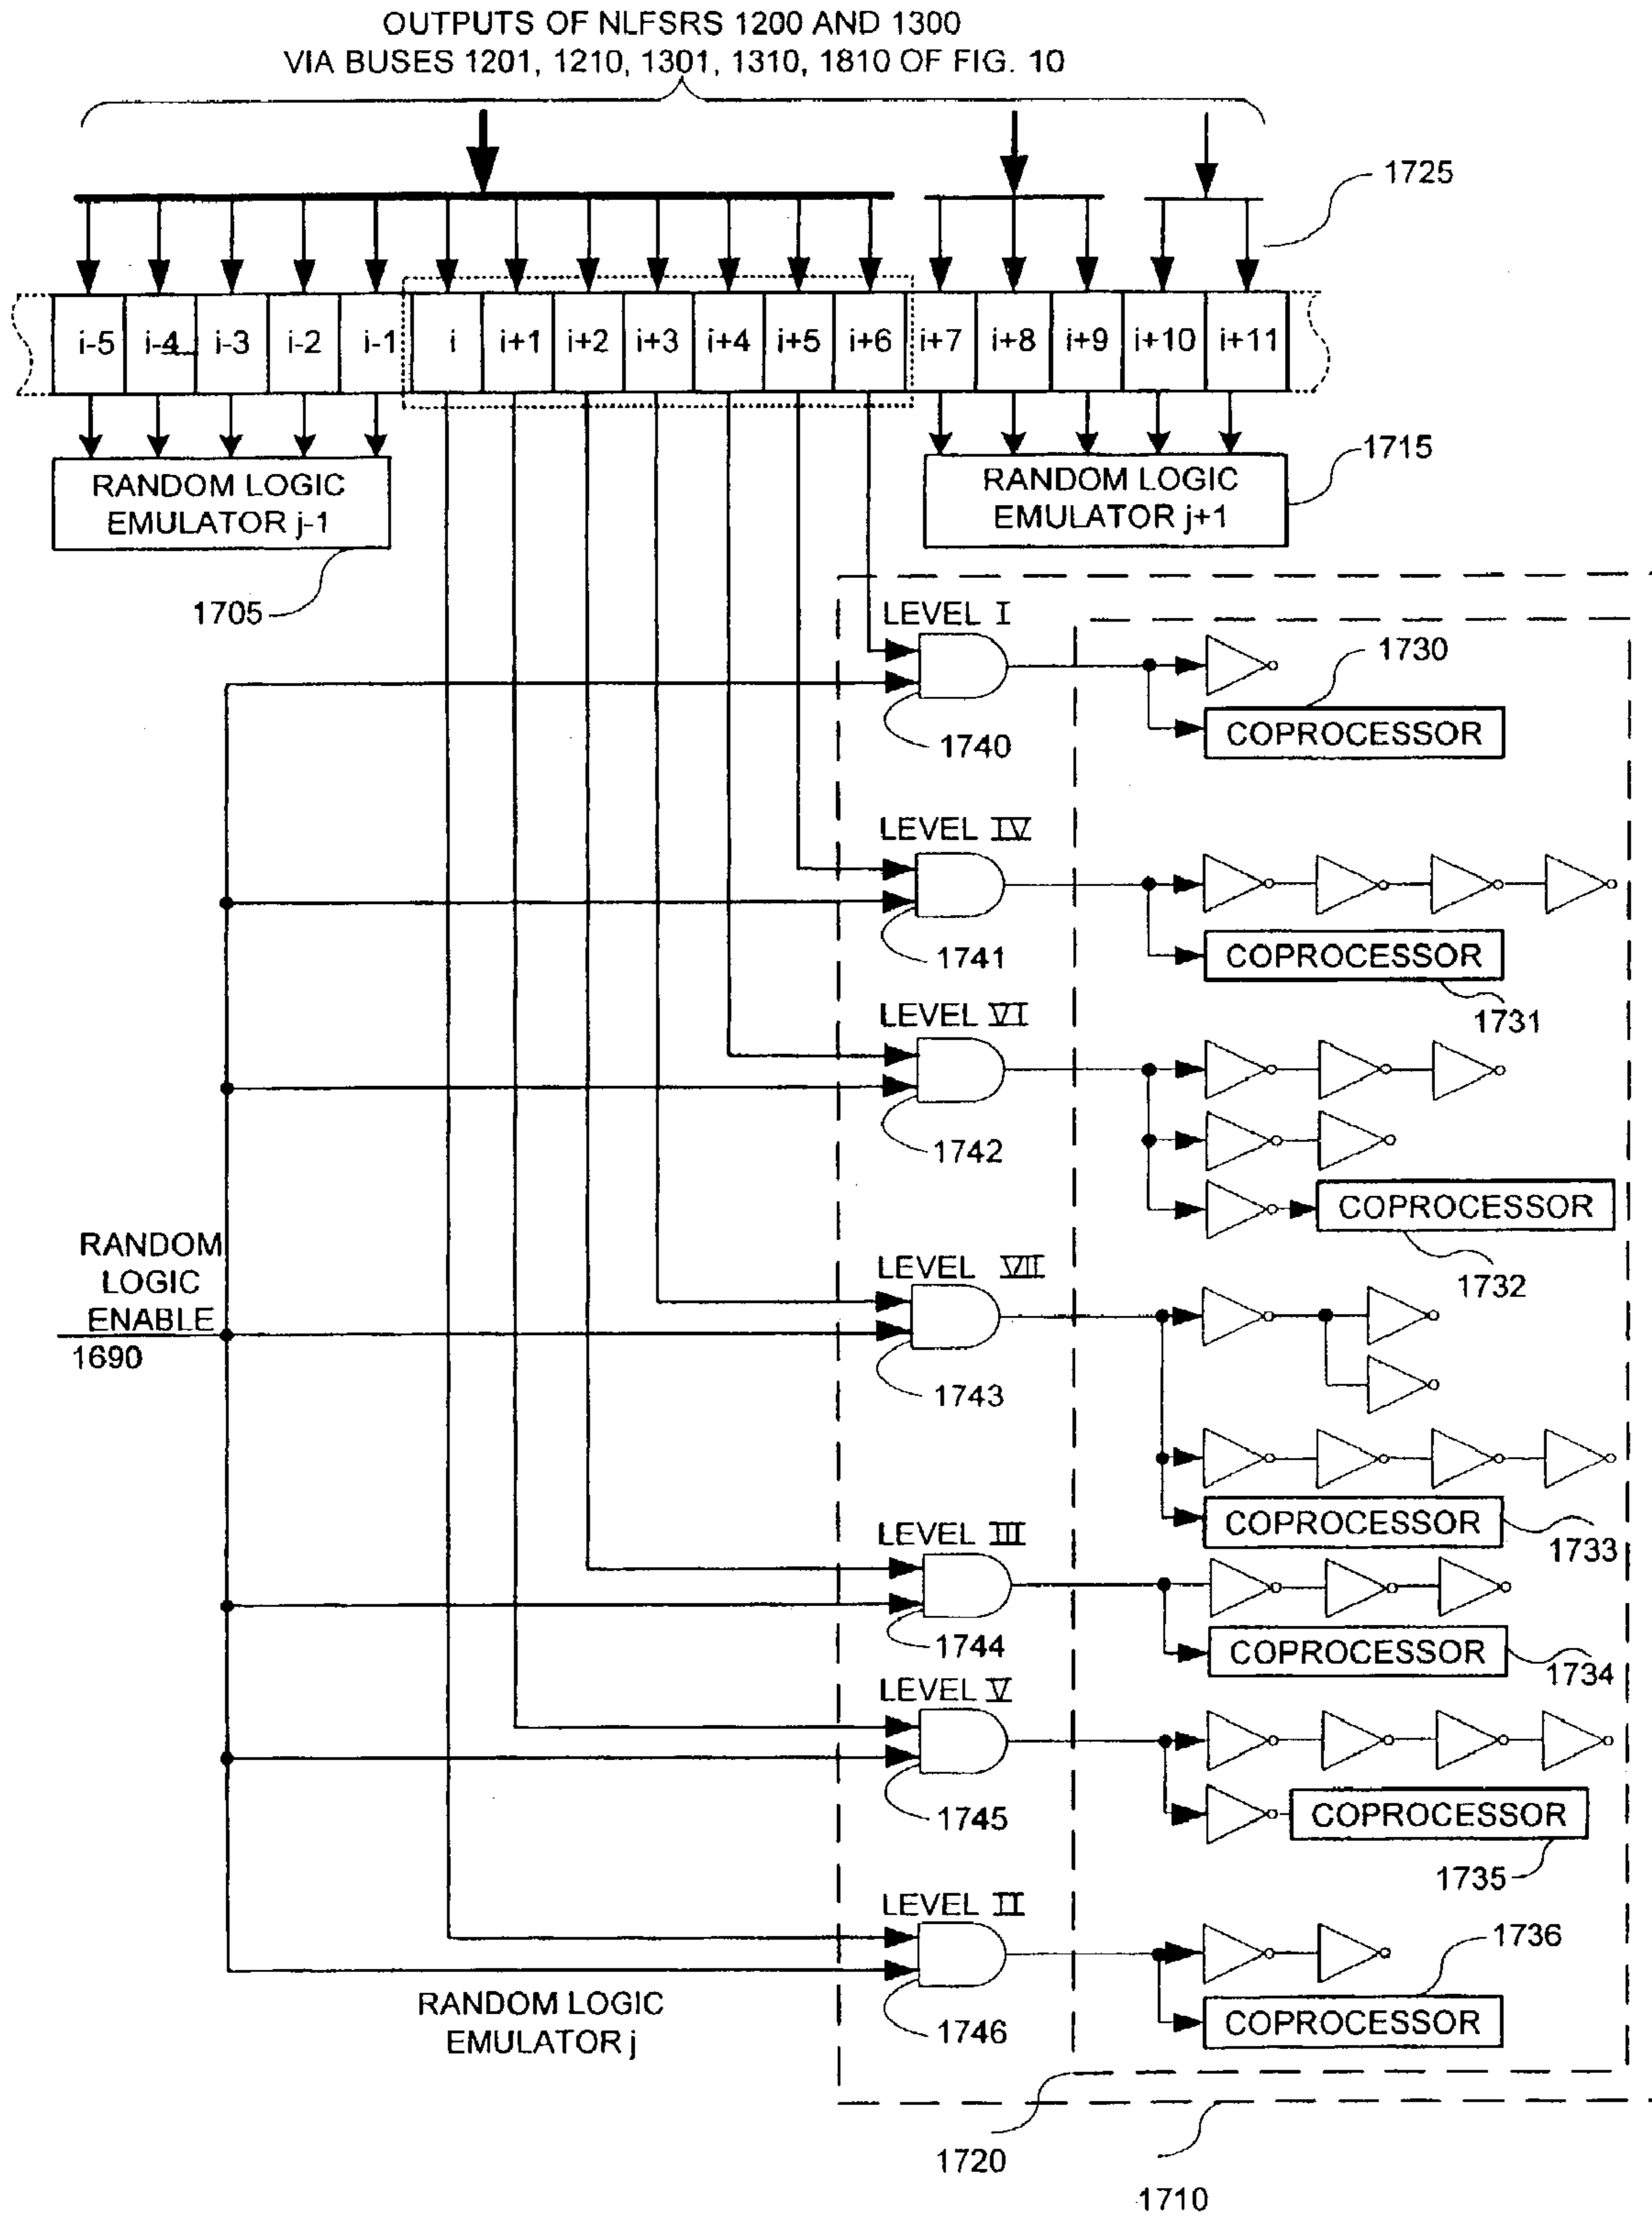 OUTPUTS OF NLFSRS 1200 AND 1300
VIA BUSES 1201, 1210, 1301, 1310, 1810 OF FIG. 10
1725
i-5 i-4 i-3 i-2 i-1 i i+1 i+2 i+3 i+4 i+5 i+6 i+7 i+8 i+9 i+10 i+11
1715
RANDOM LOGIC
EMULATOR j-1
RANDOM LOGIC
EMULATOR j+1
1705
LEVEL I
1730
COPROCESSOR
1740
LEVEL IV
1741
COPROCESSOR
1731
LEVEL VI
1742
COPROCESSOR
1732
RANDOM
LOGIC
ENABLE
1690
LEVEL VII
1743
COPROCESSOR
1733
LEVEL III
1744
COPROCESSOR
1734
LEVEL V
1745
COPROCESSOR
1735
LEVEL II
1736
1746
COPROCESSOR
RANDOM LOGIC
EMULATOR j
1720
1710